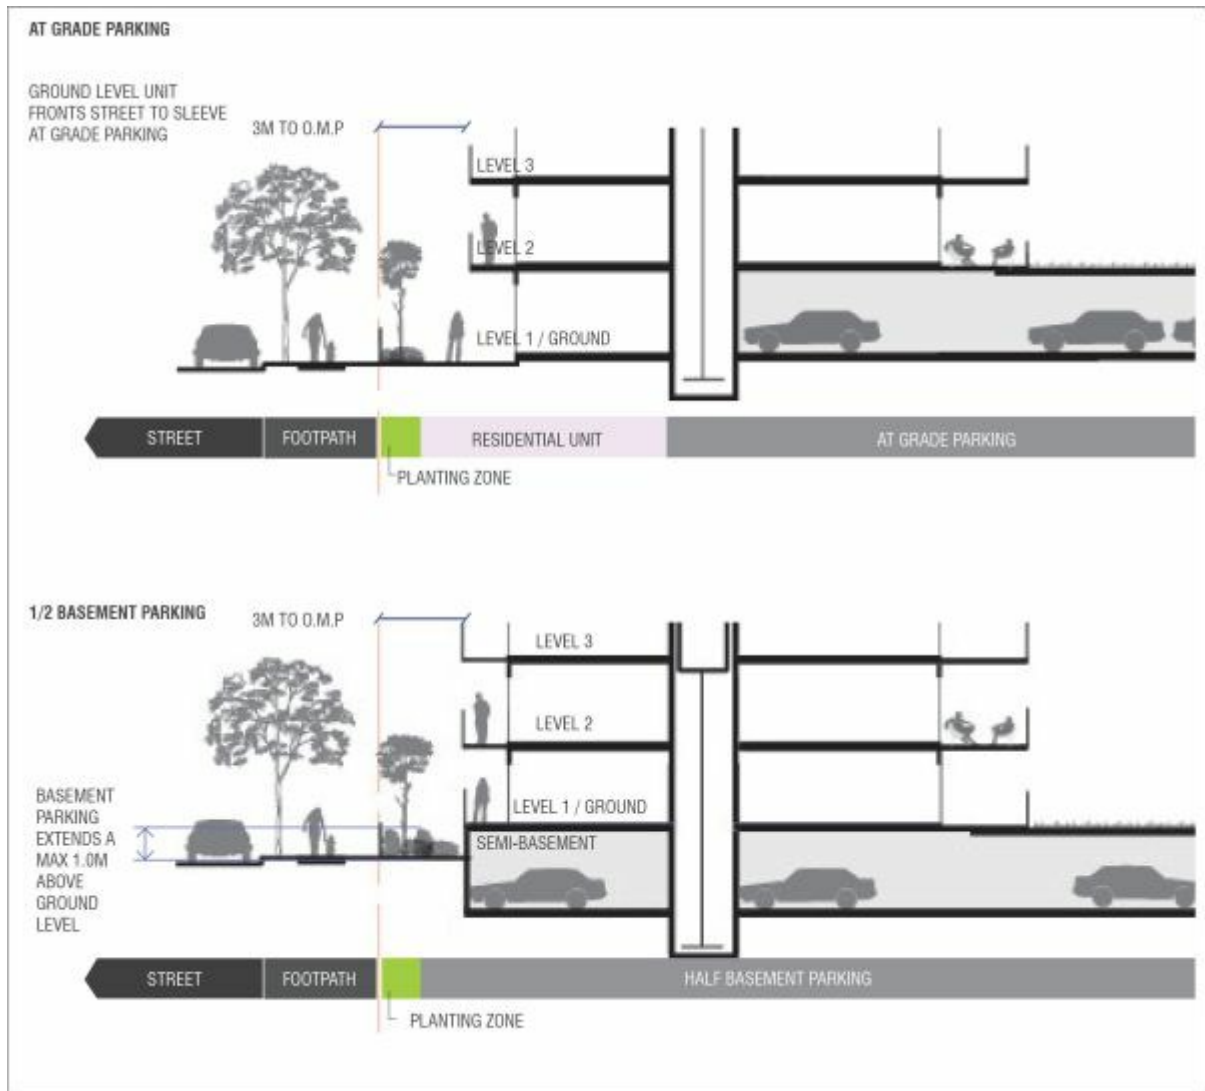 AT GRADE PARKING
GROUND LEVEL UNIT
FRONTS STREET TO SLEEVE
AT GRADE PARKING
3M TO O.M.P
LEVEL 3
LEVEL 2
LEVEL 1 / GROUND
STREET
FOOTPATH
RESIDENTIAL UNIT
AT GRADE PARKING
PLANTING ZONE
1/2 BASEMENT PARKING
3M TO O.M.P
LEVEL 3
LEVEL 2
LEVEL 1 / GROUND
SEMI-BASEMENT
BASEMENT
PARKING
EXTENDS A
MAX 1.0M
ABOVE
GROUND
LEVEL
STREET
FOOTPATH
HALF BASEMENT PARKING
PLANTING ZONE